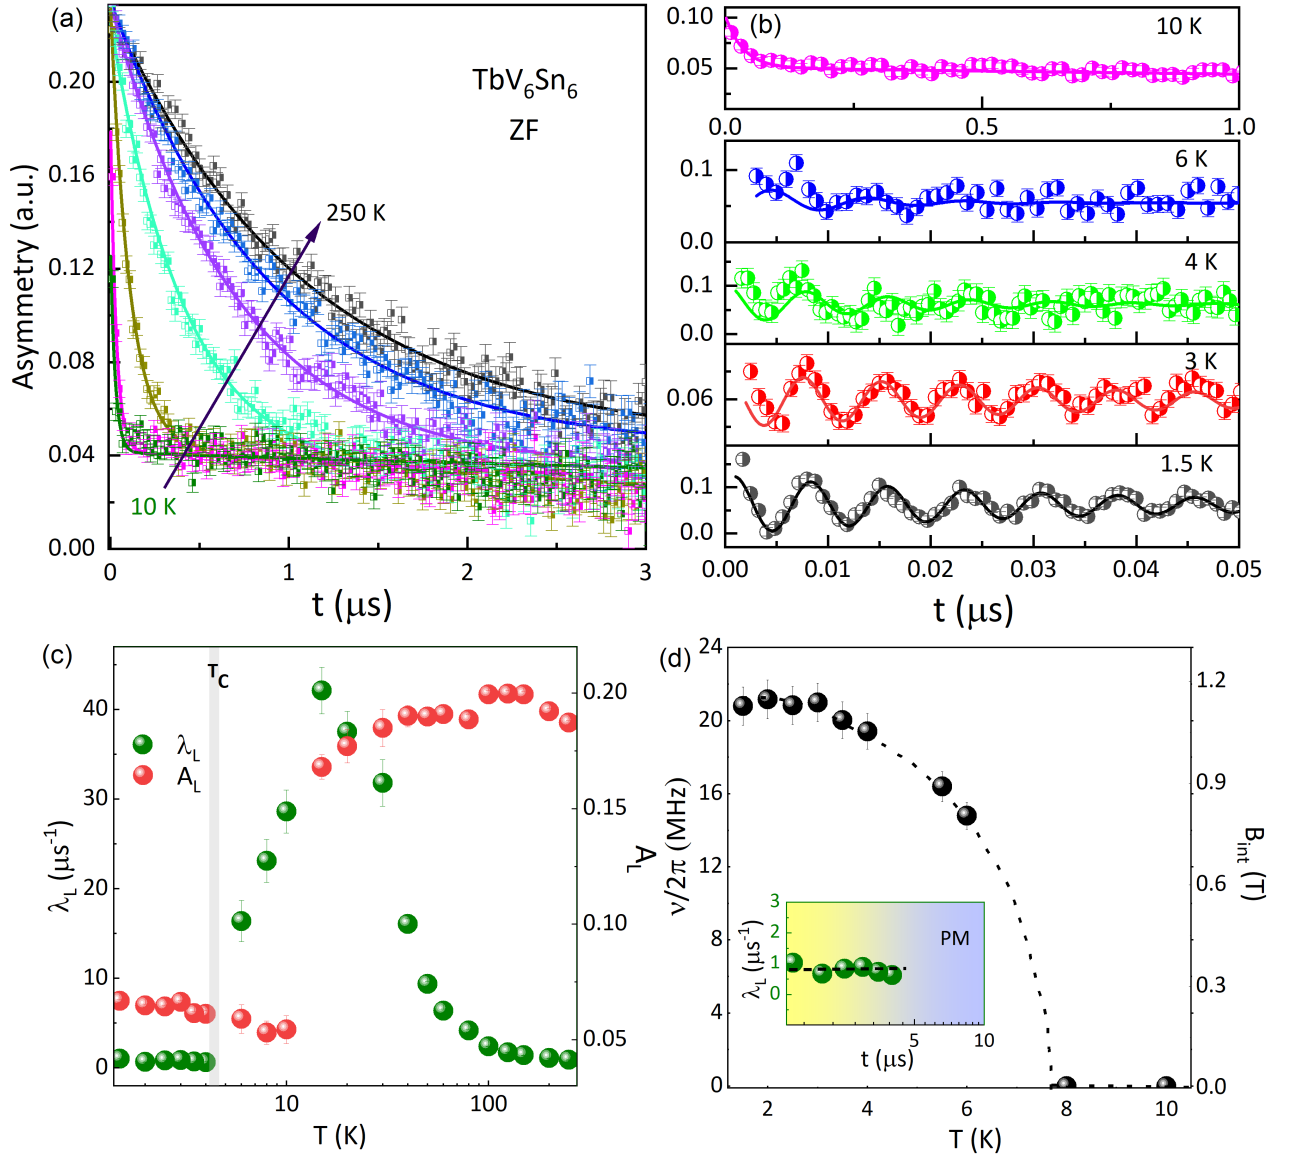 (a)
TbV6Sn6
ZF
250 K
10 K
Asymmetry (a.u.)
0.20
0.16
0.12
0.08
0.04
0.00
0 1 2 3
t (μs)
(b)
10 K
0.10
0.05
0.0 0.5 1.0
6 K
0.1
0.0
4 K
0.1
0.0
3 K
0.06
1.5 K
0.1
0.0
0.00 0.01 0.02 0.03 0.04 0.05
t (μs)
(c)
TC
λL
AL
λL (μs-1)
40
30
20
10
0
0.20
0.15
0.10
0.05
AL
10 100
T (K)
(d)
ν/2π (MHz)
24
20
16
12
8
4
0
1.2
0.9
0.6
0.3
0.0
Bint (T)
2 4 6 8 10
T (K)
PM
λL (μs-1)
3
2
1
0
5 10
t (μs)